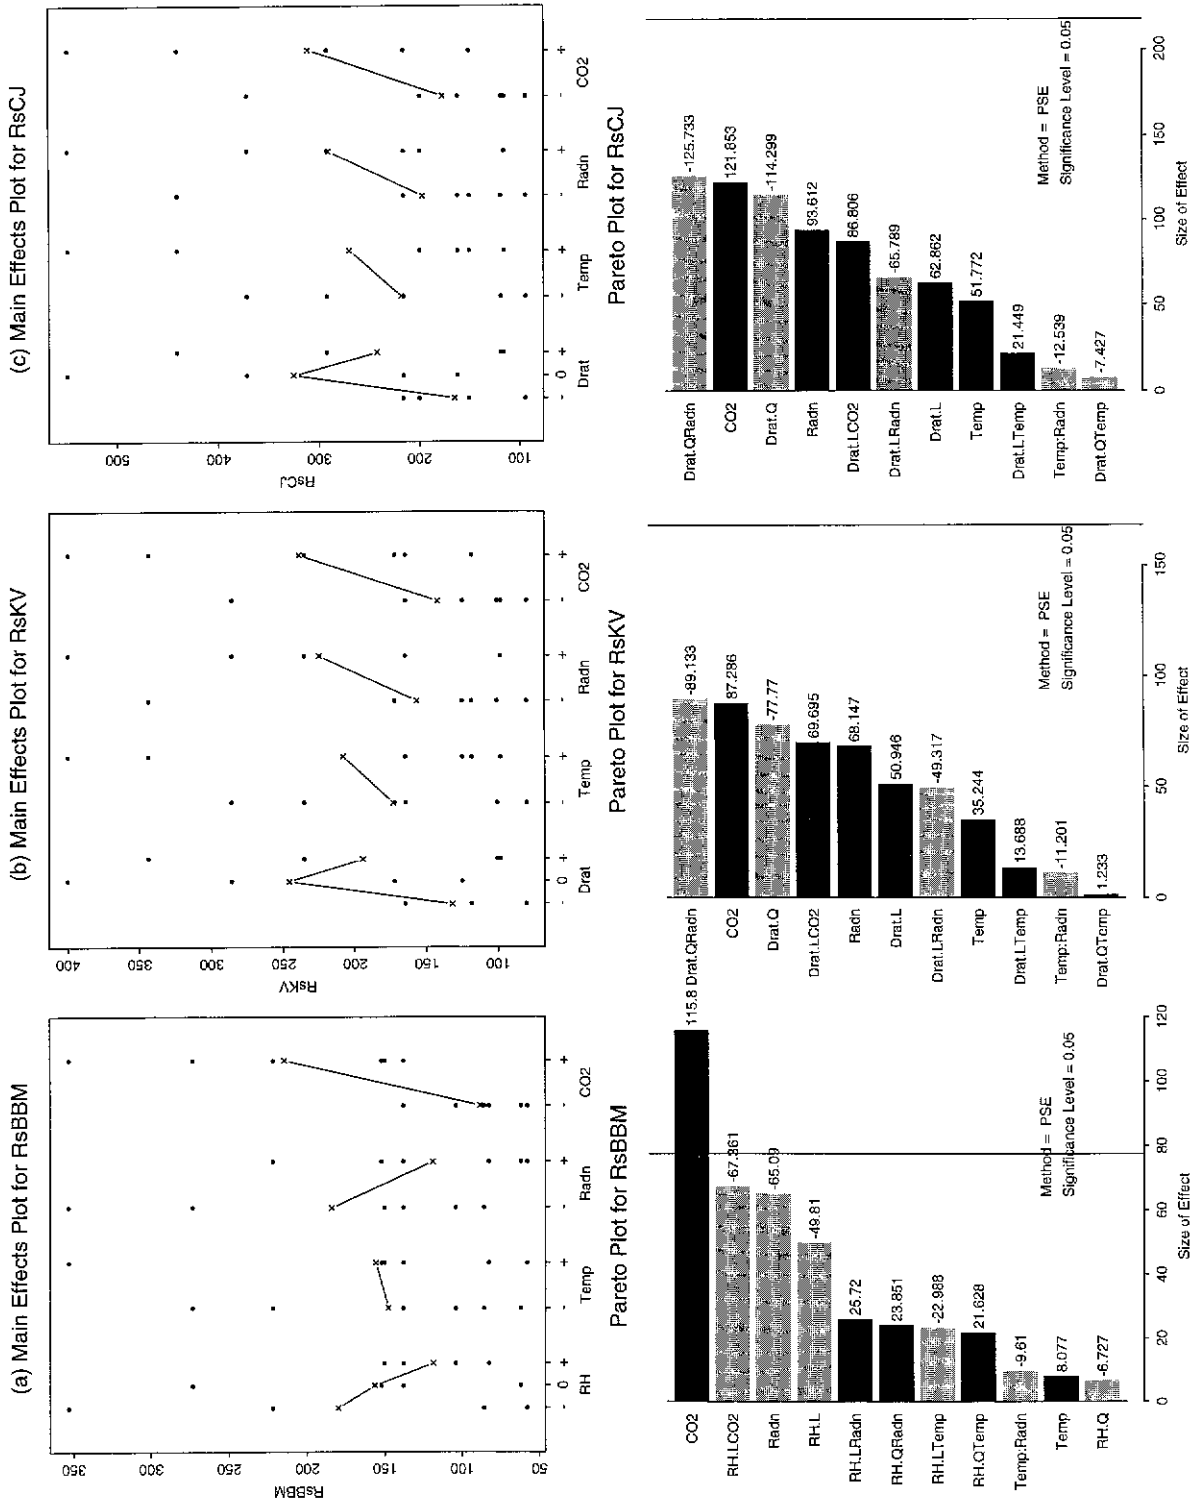 (a) Main Effects Plot for RsBBM
RsBBM
50
100
150
200
250
300
350
- 0 + - + - + - +
RH Temp Radn CO2
(b) Main Effects Plot for RsKV
RsKV
100
150
200
250
300
350
400
- 0 + - + - + - +
Drat Temp Radn CO2
(c) Main Effects Plot for RsCJ
RsCJ
100
200
300
400
500
- 0 + - + - + - +
Drat Temp Radn CO2
Pareto Plot for RsBBM
CO2 115.8
RH.LCO2 -67.361
Radn -65.09
RH.L -49.81
RH.LRadn 25.72
RH.QRadn 23.851
RH.LTemp -22.988
RH.QTemp 21.628
Temp:Radn -9.61
Temp 8.077
RH.Q -6.727
Method = PSE
Significance Level = 0.05
0 20 40 60 80 100 120
Size of Effect
Pareto Plot for RsKV
Drat.QRadn -89.133
CO2 87.286
Drat.Q -77.77
Drat.LCO2 69.695
Radn 68.147
Drat.L 50.946
Drat.LRadn -49.317
Temp 35.244
Drat.LTemp 13.688
Temp:Radn -11.201
Drat.QTemp 1.233
Method = PSE
Significance Level = 0.05
0 50 100 150
Size of Effect
Pareto Plot for RsCJ
Drat.QRadn -125.733
CO2 121.853
Drat.Q -114.299
Radn 93.612
Drat.LCO2 86.806
Drat.LRadn -65.789
Drat.L 62.862
Temp 51.772
Drat.LTemp 21.449
Temp:Radn -12.539
Drat.QTemp -7.427
Method = PSE
Significance Level = 0.05
0 50 100 150 200
Size of Effect